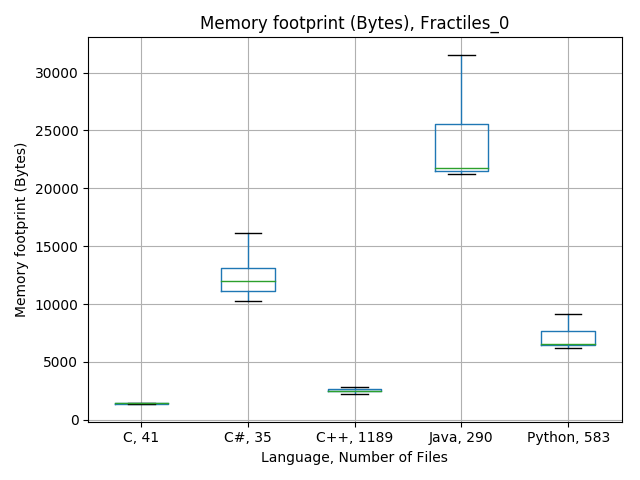 Memory footprint (Bytes), Fractiles_0
Memory footprint (Bytes)
30000
25000
20000
15000
10000
5000
0
C, 41
C#, 35
C++, 1189
Java, 290
Python, 583
Language, Number of Files